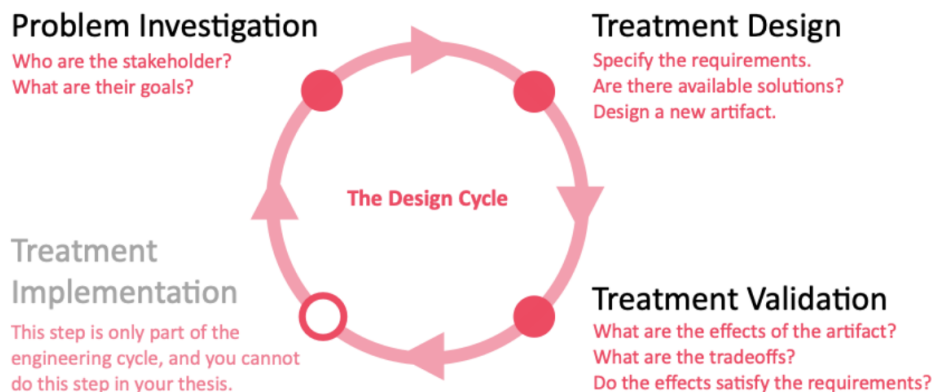 Problem Investigation
Who are the stakeholder?
What are their goals?
Treatment Design
Specify the requirements.
Are there available solutions?
Design a new artifact.
The Design Cycle
Treatment
Implementation
This step is only part of the
engineering cycle, and you cannot
do this step in your thesis.
Treatment Validation
What are the effects of the artifact?
What are the tradeoffs?
Do the effects satisfy the requirements?